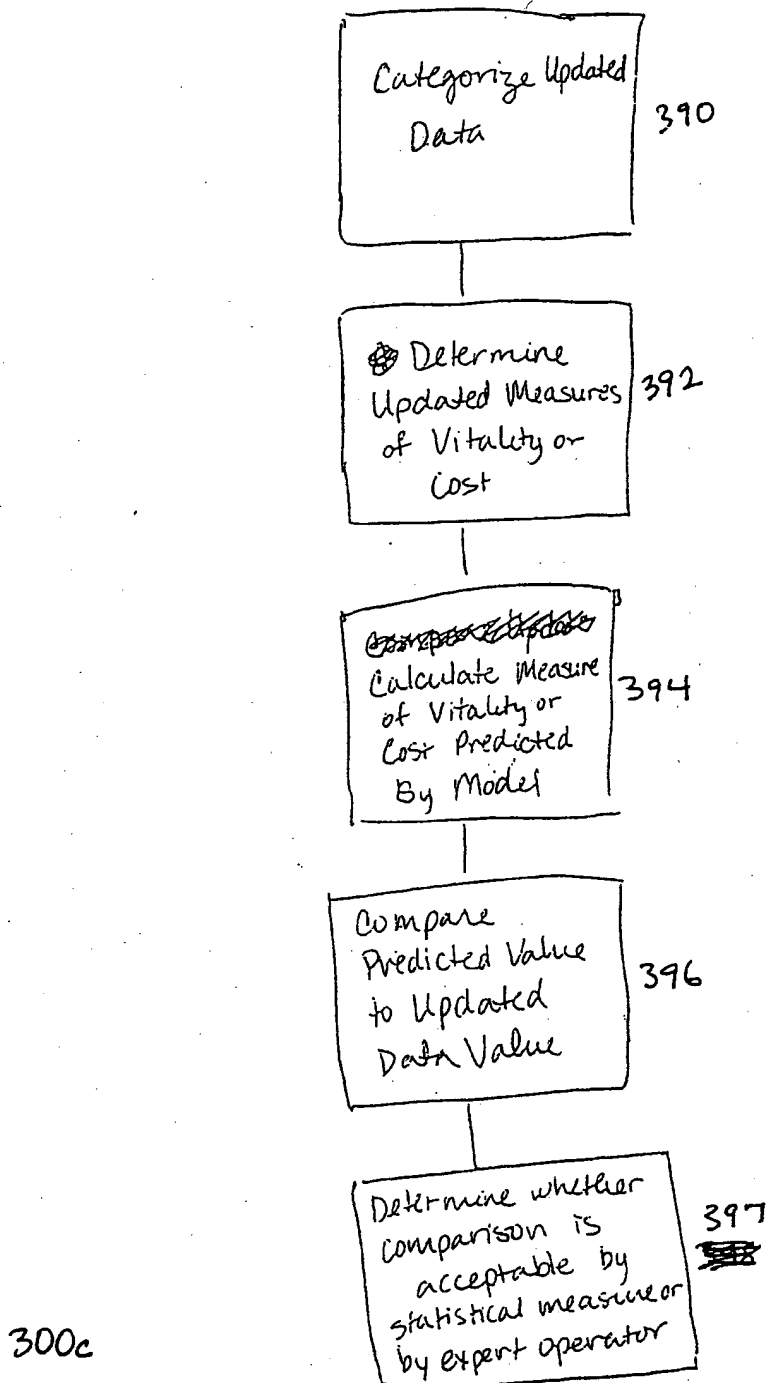 Categorize Updated
Data
390
Determine
Updated Measures
of Vitality or
Cost
392
Calculate Measure
of Vitality or
Cost Predicted
By Model
394
Compare
Predicted Value
to Updated
Data Value
396
Determine whether
comparison is
acceptable by
statistical measure or
by expert operator
397
300c